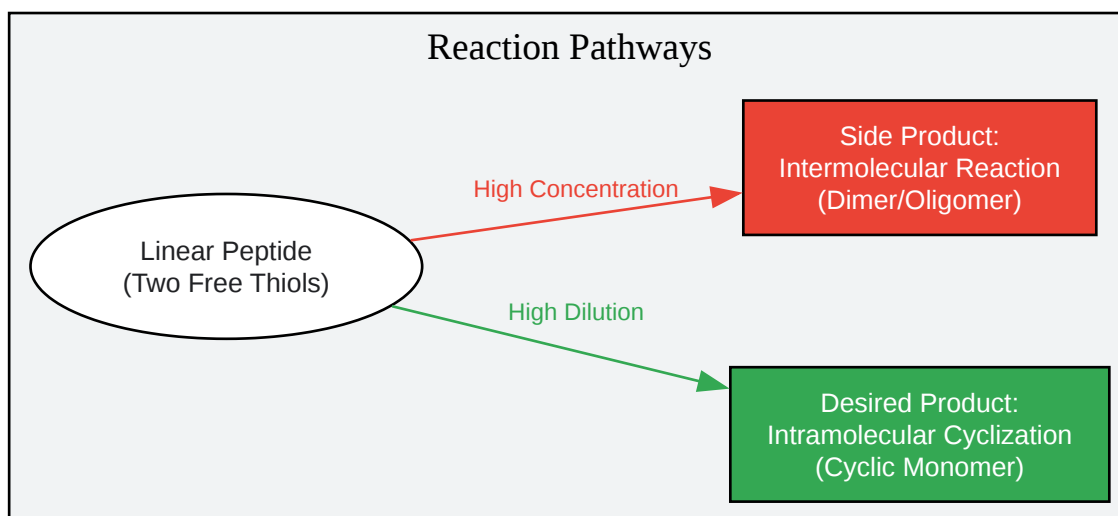 Reaction Pathways
Side Product:
Intermolecular Reaction
(Dimer/Oligomer)
High Concentration
Linear Peptide
(Two Free Thiols)
High Dilution
Desired Product:
Intramolecular Cyclization
(Cyclic Monomer)